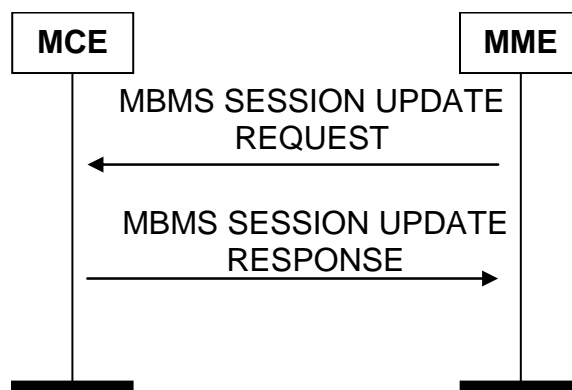 MCE
MME
MBMS SESSION UPDATE
REQUEST
MBMS SESSION UPDATE
RESPONSE